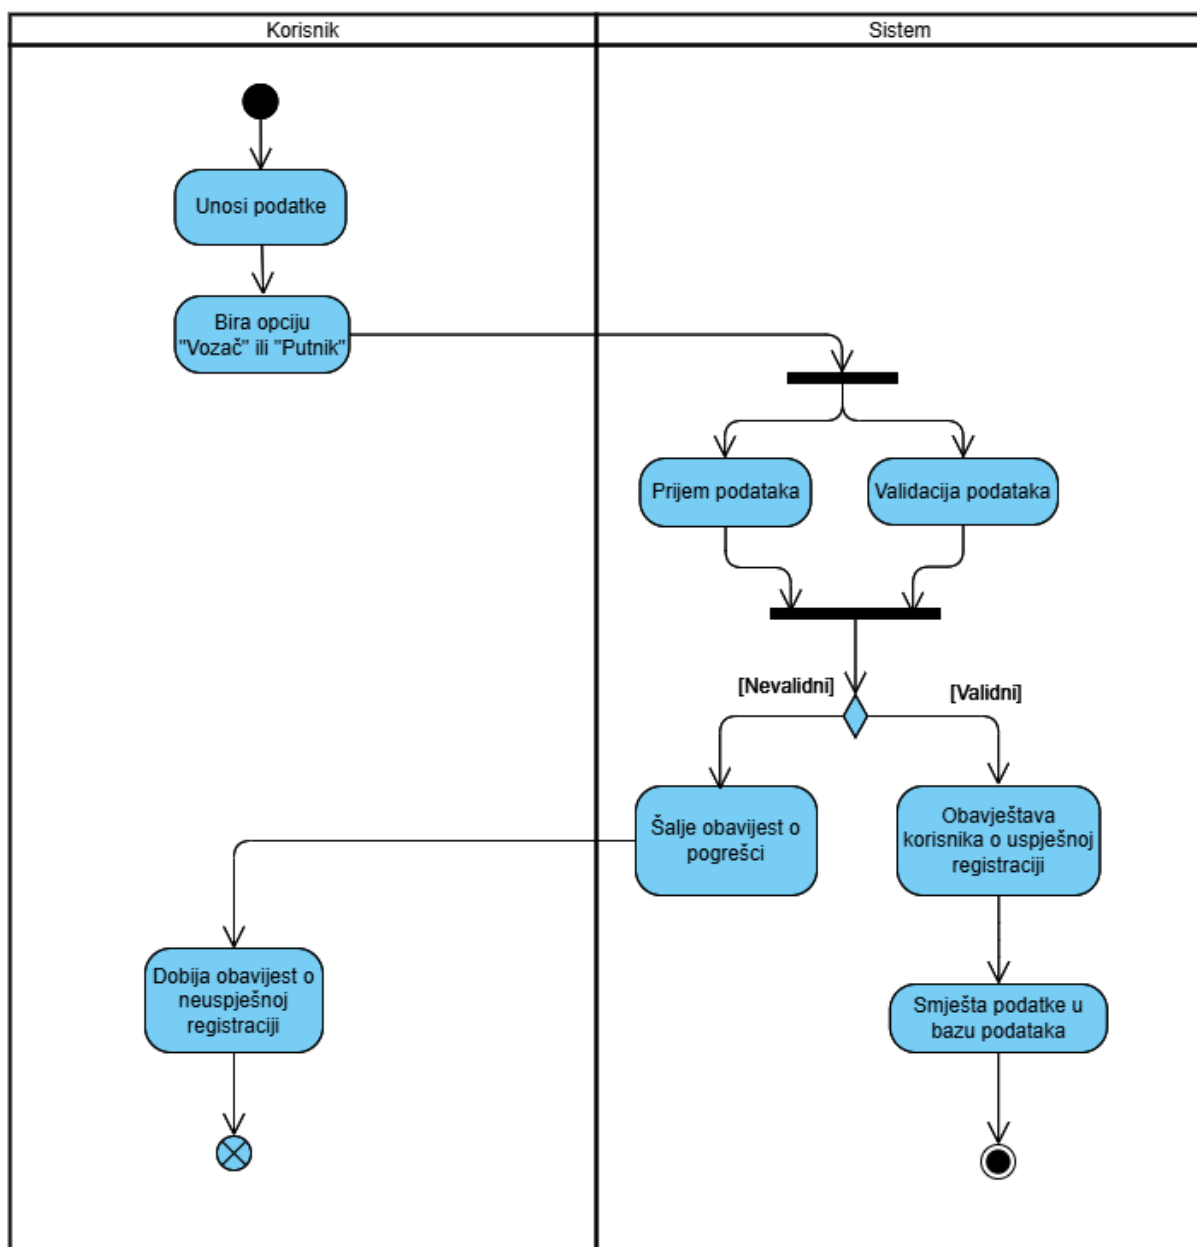 Korisnik
Sistem
Unosi podatke
Bira opciju
"Vozač" ili "Putnik"
Prijem podataka
Validacija podataka
[Nevalidni]
[Validni]
Šalje obavijest o
pogrešci
Obavještava
korisnika o uspješnoj
registraciji
Dobija obavijest o
neuspješnoj
registraciji
Smješta podatke u
bazu podataka